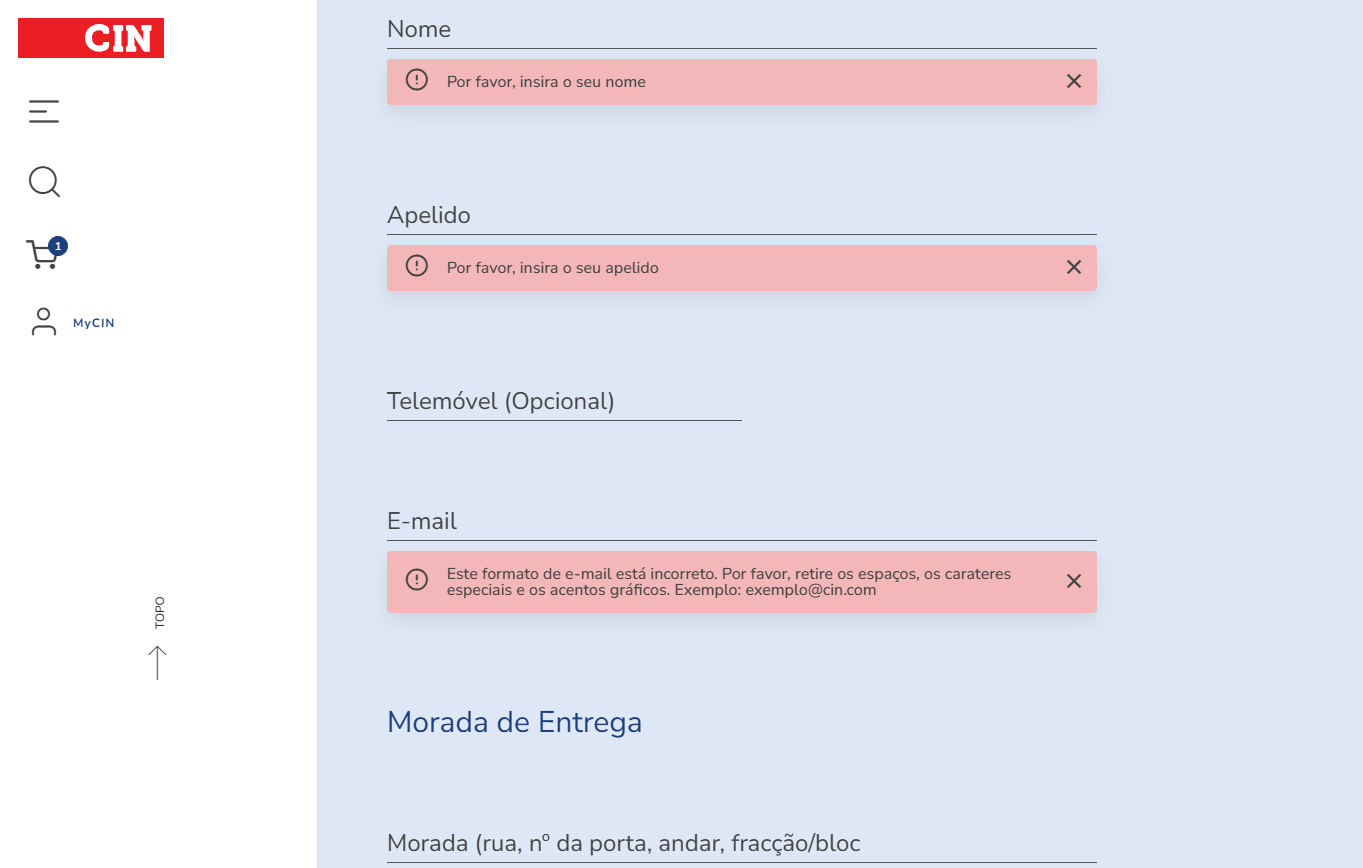 CIN
1
MyCIN
TOPO
Nome
Por favor, insira o seu nome
Apelido
Por favor, insira o seu apelido
Telemóvel (Opcional)
E-mail
Este formato de e-mail está incorreto. Por favor, retire os espaços, os carateres
especiais e os acentos gráficos. Exemplo: exemplo@cin.com
Morada de Entrega
Morada (rua, nº da porta, andar, fracção/bloc